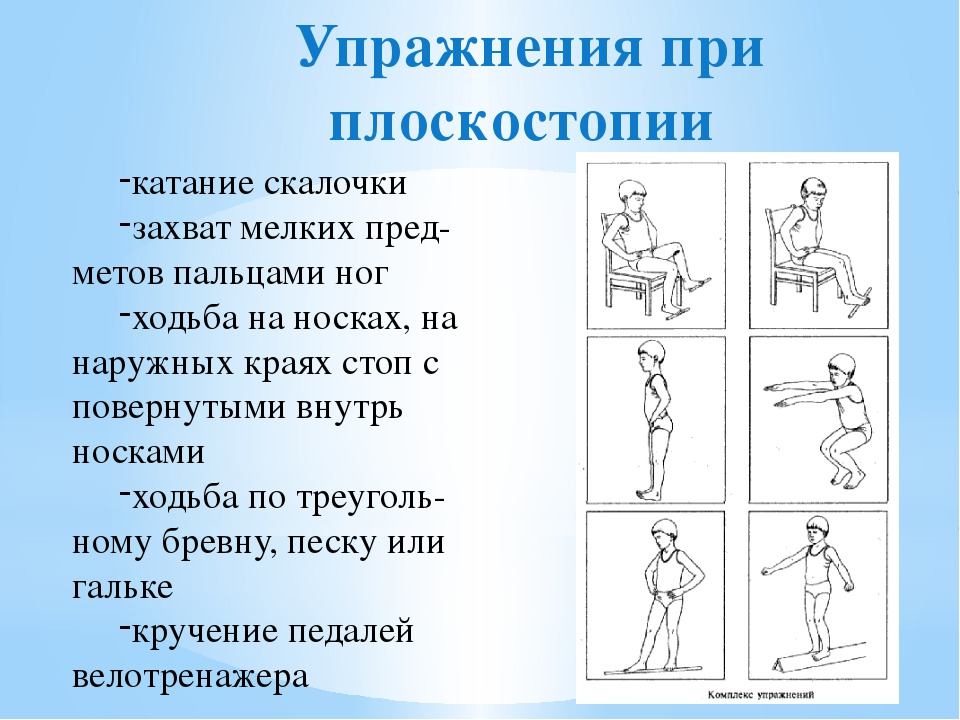 Упражнения при
плоскостопии
-катание скалочки
-захват мелких пред-
метов пальцами ног
-ходьба на носках, на
наружных краях стоп с
повернутыми внутрь
носками
-ходьба по треуголь-
ному бревну, песку или
гальке
-кручение педалей
велотренажера
Комплекс упражнений